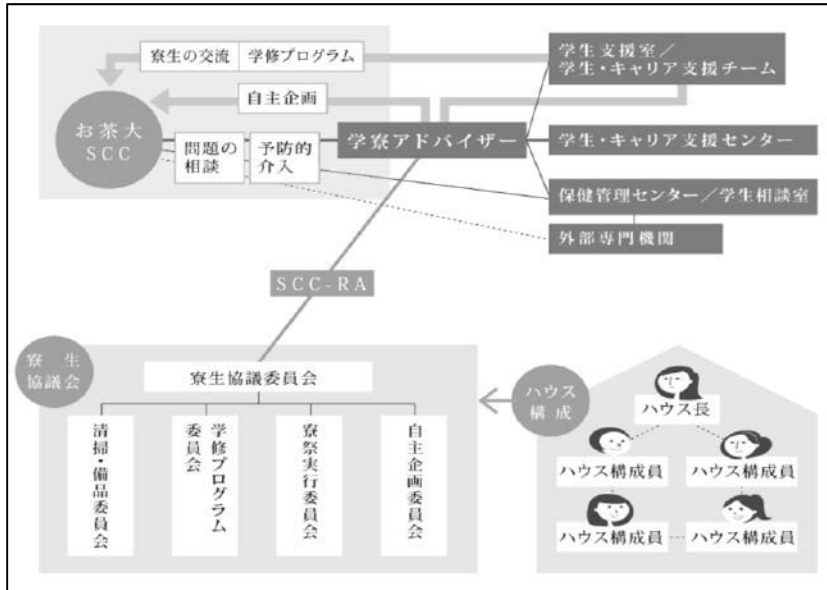 寮生の交流
学修プログラム
学生支援室／
学生・キャリア支援チーム
自主企画
お茶大
SCC
問題の
相談
予防的
介入
学寮アドバイザー
学生・キャリア支援センター
保健管理センター／学生相談室
外部専門機関
SCC-RA
寮生
協議会
寮生協議委員会
清掃・備品委員会
学修プログラム
委員会
寮祭実行委員会
自主企画委員会
ハウス
構成
ハウス長
ハウス構成員
ハウス構成員
ハウス構成員
ハウス構成員